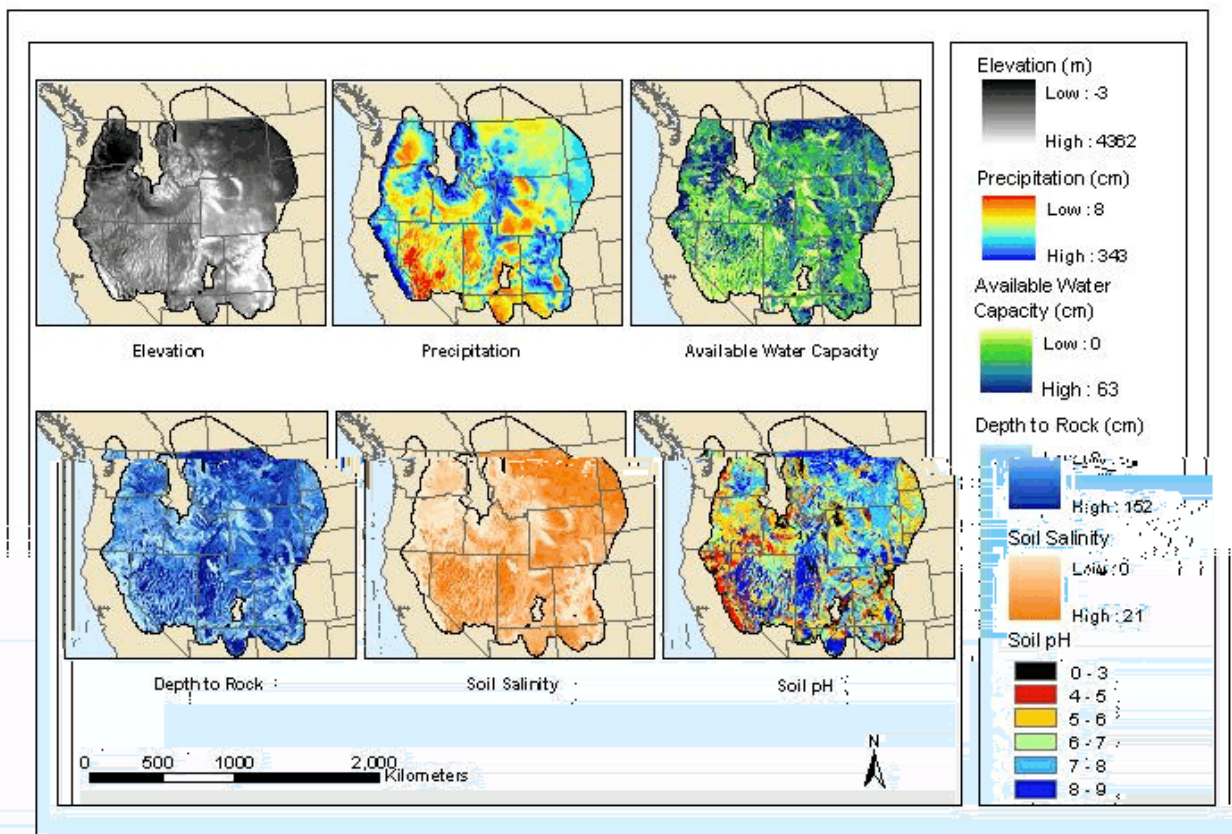 Elevation
Precipitation
Available Water Capacity
Depth to Rock
Soil Salinity
Soil pH
0 500 1000 2,000
Kilometers
N
Elevation (m)
Low : -3
High : 4362
Precipitation (cm)
Low : 8
High : 343
Available Water
Capacity (cm)
Low : 0
High : 63
Depth to Rock (cm)
High : 152
Soil Salinity
Low : 0
High : 21
Soil pH
0 - 3
4 - 5
5 - 6
6 - 7
7 - 8
8 - 9